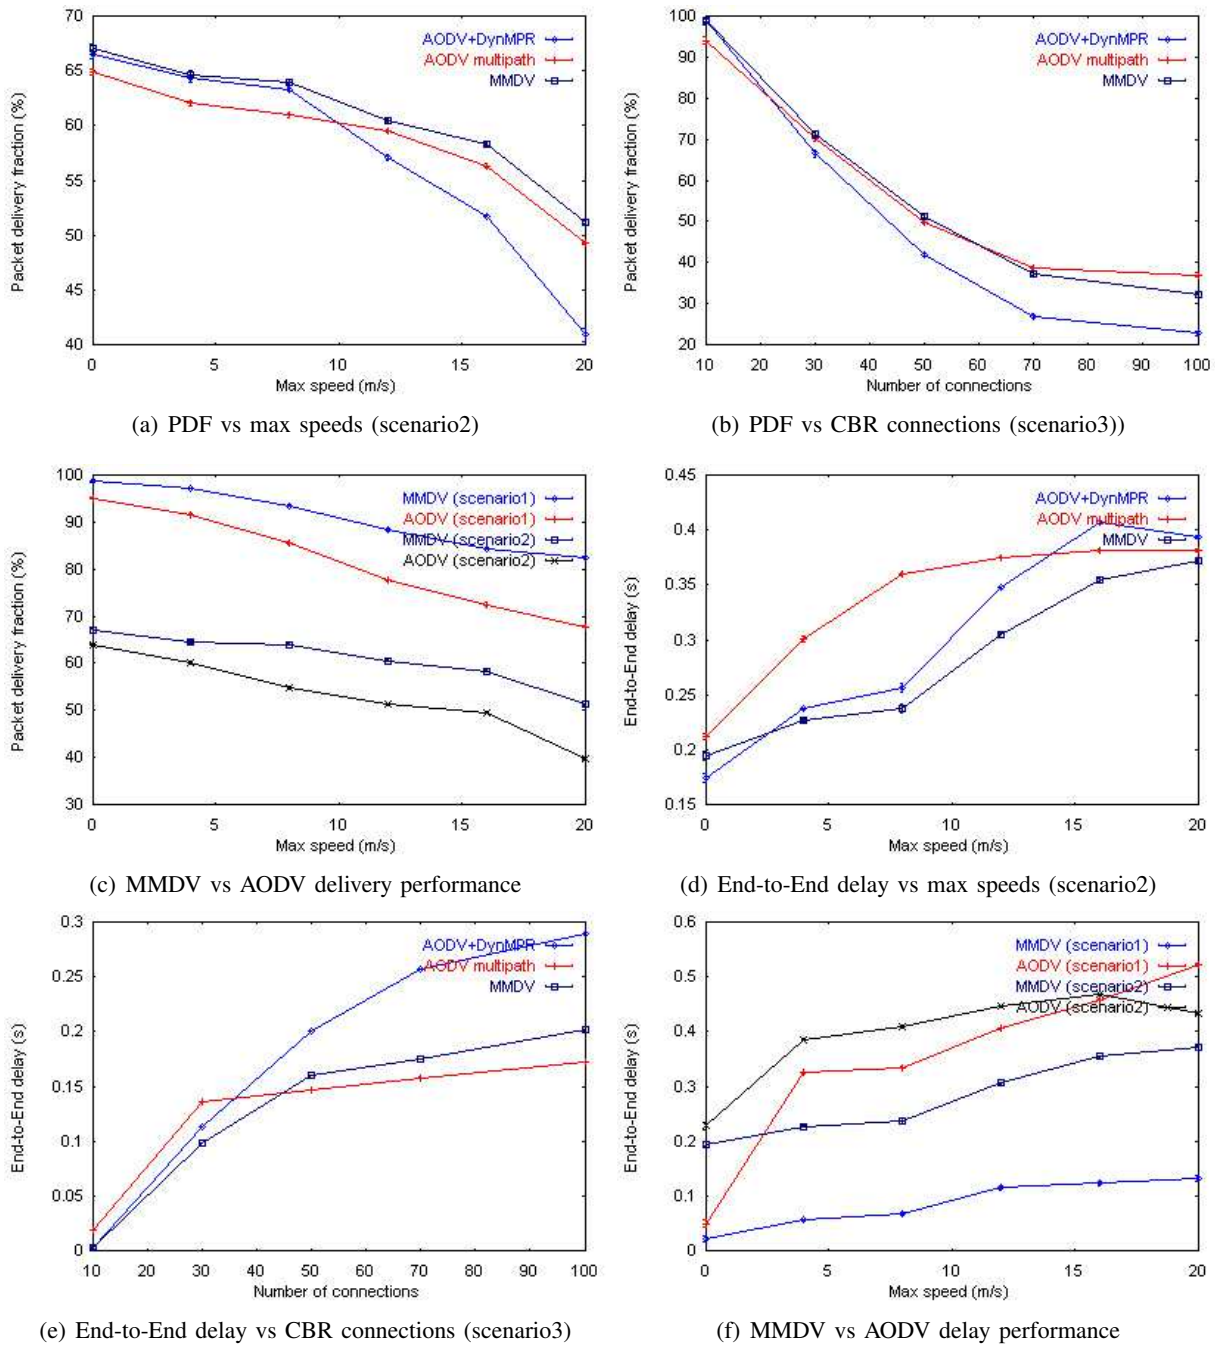 70
65
60
55
50
45
40
0 5 10 15 20
Packet delivery fraction (%)
Max speed (m/s)
AODV+DynMPR
AODV multipath
MMDV
(a) PDF vs max speeds (scenario2)
100
90
80
70
60
50
40
30
20
10 20 30 40 50 60 70 80 90 100
Packet delivery fraction (%)
Number of connections
AODV+DynMPR
AODV multipath
MMDV
(b) PDF vs CBR connections (scenario3))
100
90
80
70
60
50
40
30
0 5 10 15 20
Packet delivery fraction (%)
Max speed (m/s)
MMDV (scenario1)
AODV (scenario1)
MMDV (scenario2)
AODV (scenario2)
(c) MMDV vs AODV delivery performance
0.45
0.4
0.35
0.3
0.25
0.2
0.15
0 5 10 15 20
End-to-End delay (s)
Max speed (m/s)
AODV+DynMPR
AODV multipath
MMDV
(d) End-to-End delay vs max speeds (scenario2)
0.3
0.25
0.2
0.15
0.1
0.05
0
10 20 30 40 50 60 70 80 90 100
End-to-End delay (s)
Number of connections
AODV+DynMPR
AODV multipath
MMDV
(e) End-to-End delay vs CBR connections (scenario3)
0.6
0.5
0.4
0.3
0.2
0.1
0
0 5 10 15 20
End-to-End delay (s)
Max speed (m/s)
MMDV (scenario1)
AODV (scenario1)
MMDV (scenario2)
AODV (scenario2)
(f) MMDV vs AODV delay performance